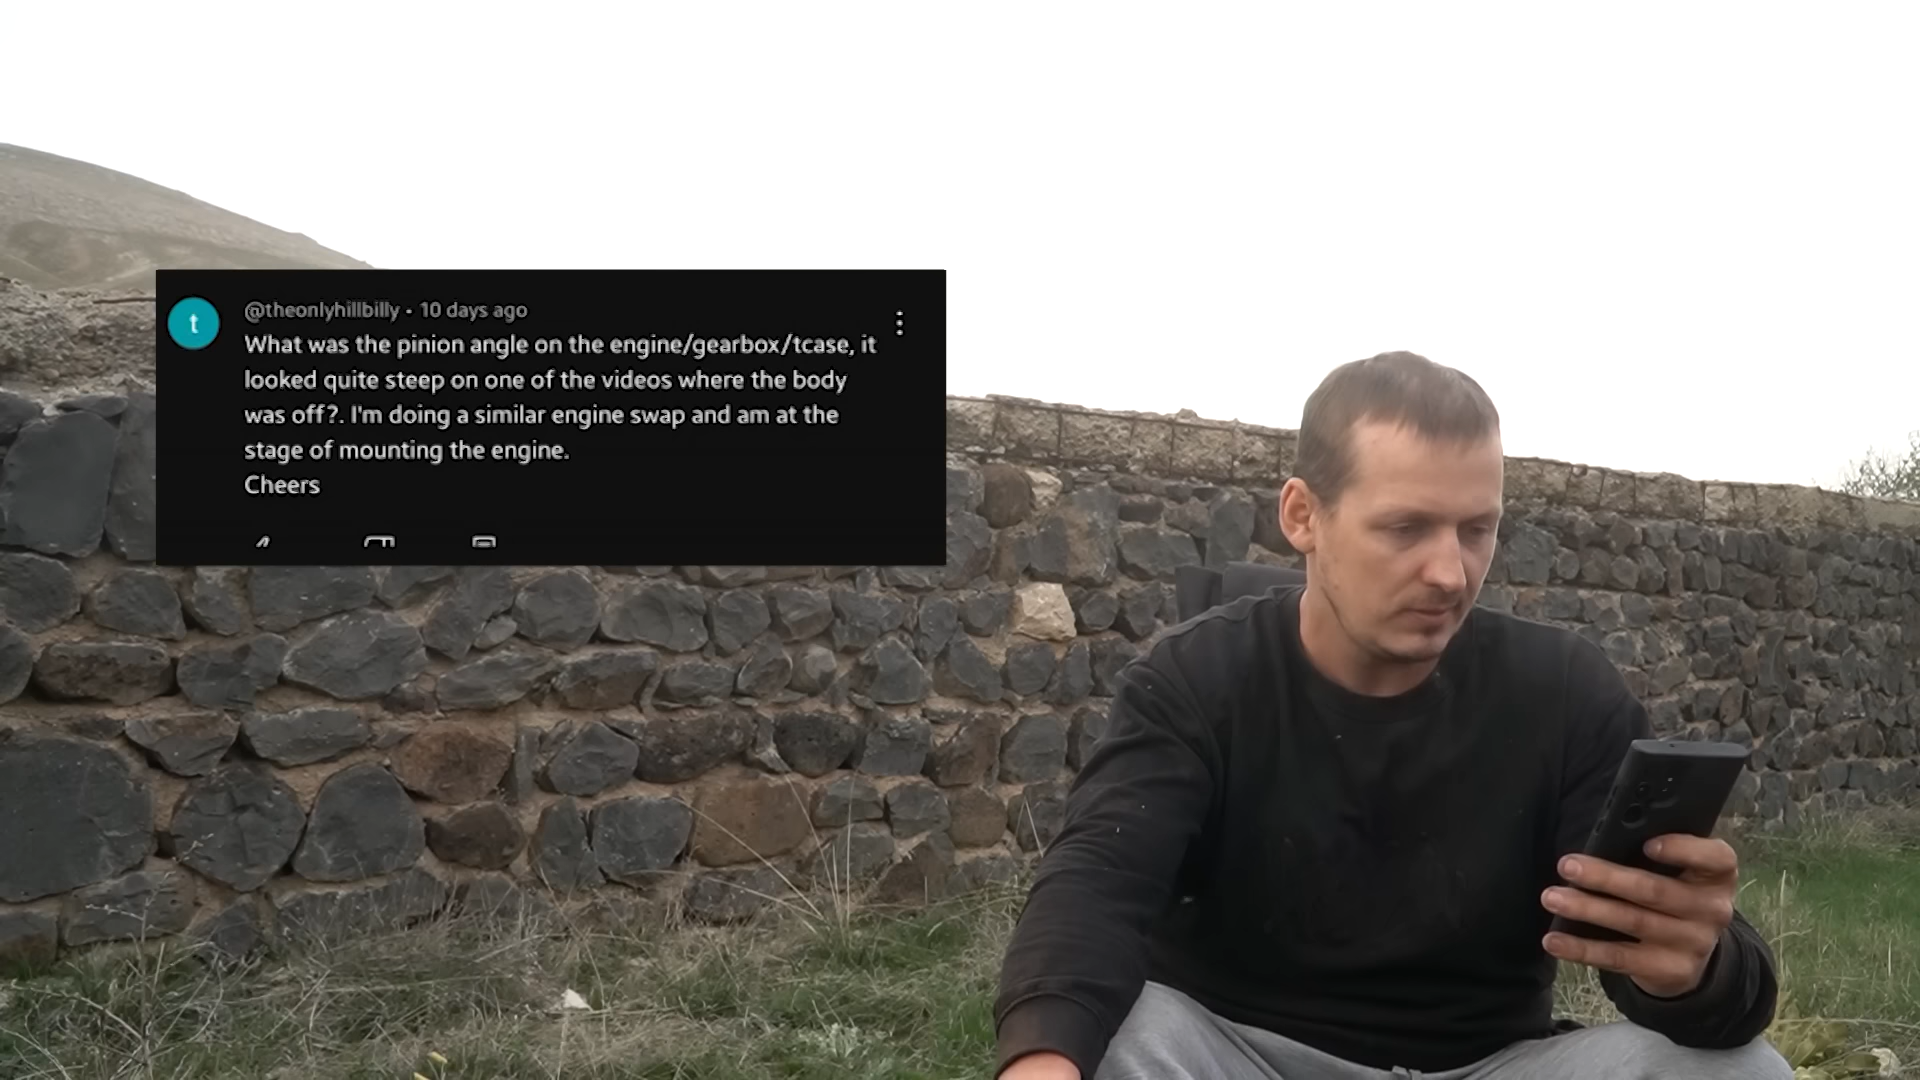 t
@theonlyhillbilly • 10 days ago
What was the pinion angle on the engine/gearbox/tcase, it
looked quite steep on one of the videos where the body
was off?. I'm doing a similar engine swap and am at the
stage of mounting the engine.
Cheers